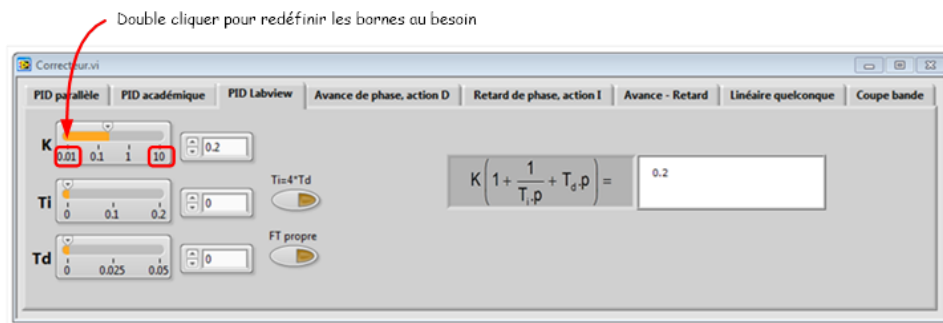 Double cliquer pour redéfinir les bornes au besoin
Correcteur.vi
PID parallèle PID académique PID Labview Avance de phase, action D Retard de phase, action I Avance - Retard Linéaire quelconque Coupe bande
K 0.2
0.01 0.1 1 10
Ti=4*Td
K(1+1/Ti.p+Td.p)= 0.2
Ti 0
0 0.1 0.2
FT propre
Td 0
0 0.025 0.05